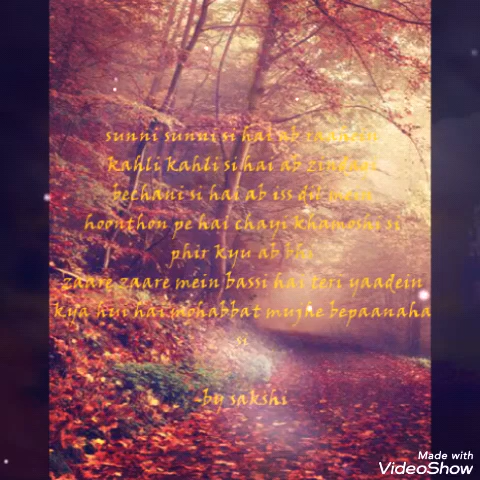 sunni sunni si hai ab raahein
kahli kahli si hai ab zindagi
bechani si hai ab iss dil mein
hoonthon pe hai chayi khamoshi si
phir kyu ab bhi
zaare zaare mein bassi hai teri yaadein
kya hui hai mohabbat mujhe bepaanaha
si
-by sakshi
Made with
VideoShow